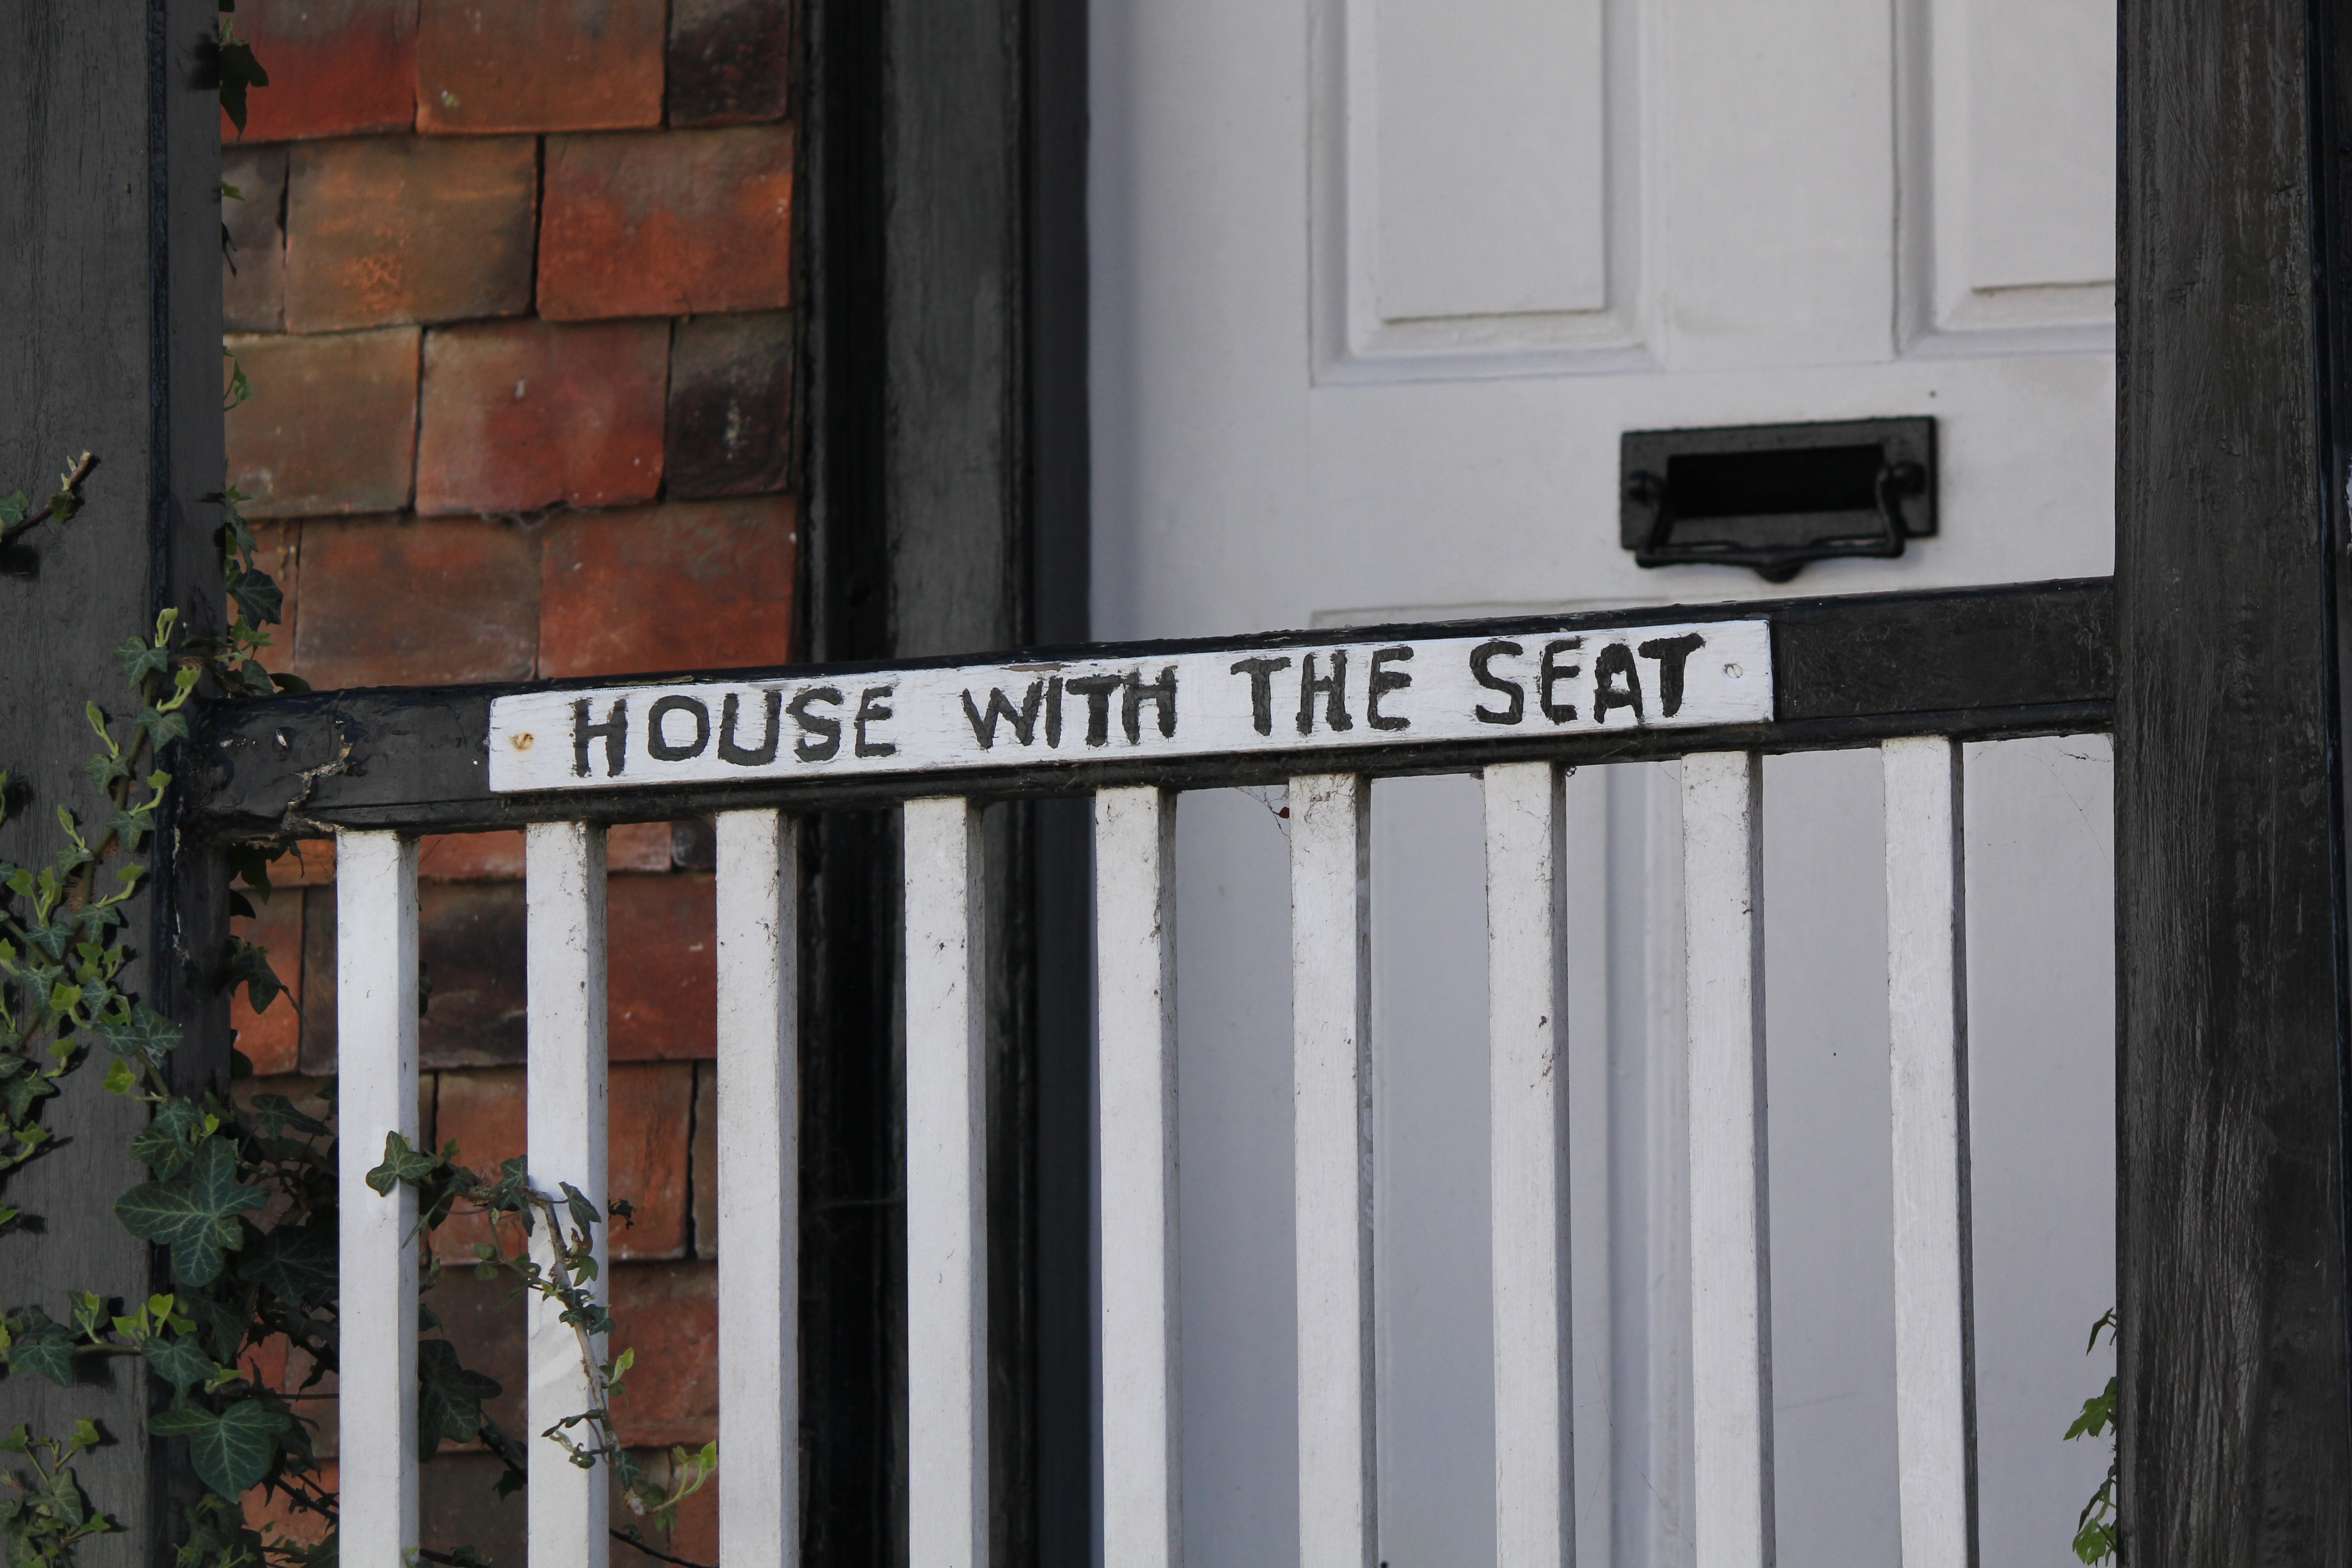 HOUSE WITH THE SEAT